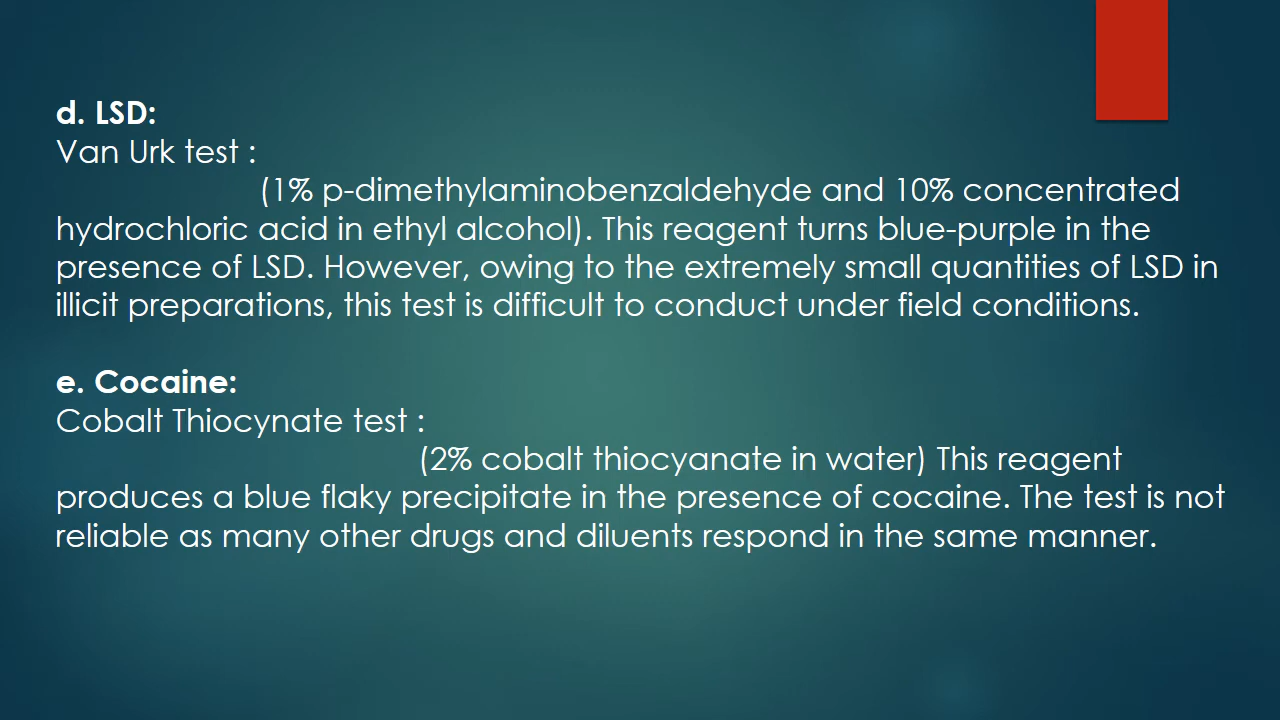 d. LSD:
Van Urk test :
(1% p-dimethylaminobenzaldehyde and 10% concentrated
hydrochloric acid in ethyl alcohol). This reagent turns blue-purple in the
presence of LSD. However, owing to the extremely small quantities of LSD in
illicit preparations, this test is difficult to conduct under field conditions.
e. Cocaine:
Cobalt Thiocynate test :
(2% cobalt thiocyanate in water) This reagent
produces a blue flaky precipitate in the presence of cocaine. The test is not
reliable as many other drugs and diluents respond in the same manner.